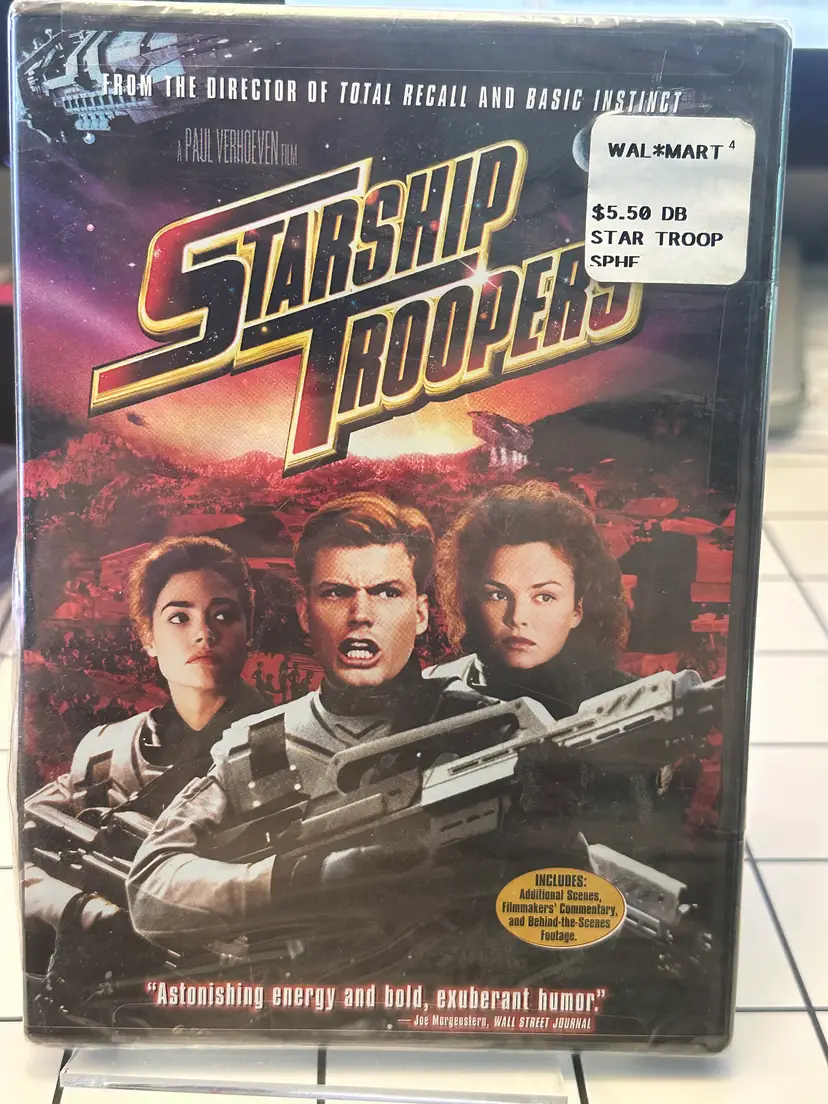 FROM THE DIRECTOR OF TOTAL RECALL AND BASIC INSTINCT
A PAUL VERHOEVEN FILM
STARSHIP
TROOPERS
WAL*MART 4
$5.50 DB
STAR TROOP
SPHE
INCLUDES:
Additional Scenes,
Filmmakers' Commentary,
and Behind-the-Scenes
Footage.
"Astonishing energy and bold, exuberant humor."
— Joe Morgenstern, WALL STREET JOURNAL